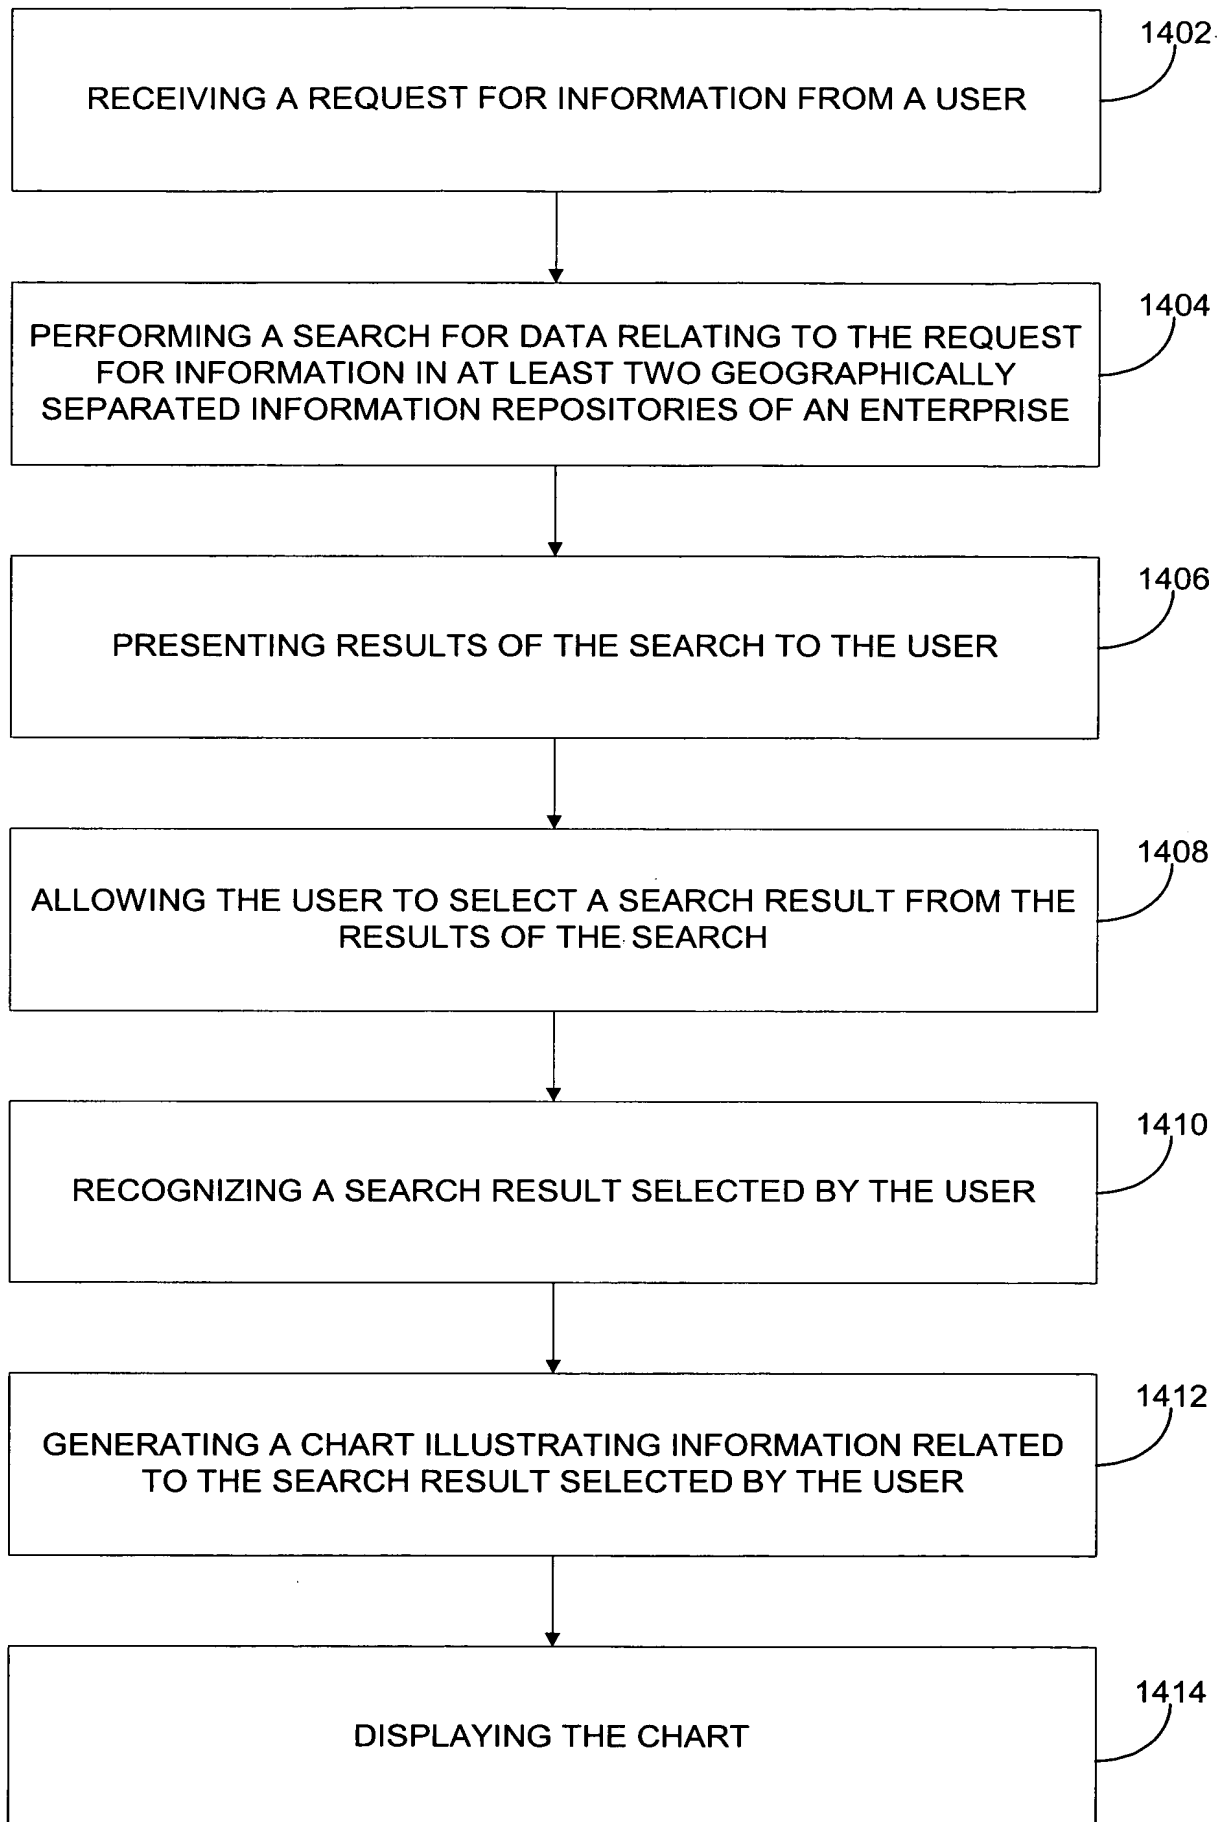 1402
RECEIVING A REQUEST FOR INFORMATION FROM A USER
1404
PERFORMING A SEARCH FOR DATA RELATING TO THE REQUEST
FOR INFORMATION IN AT LEAST TWO GEOGRAPHICALLY
SEPARATED INFORMATION REPOSITORIES OF AN ENTERPRISE
1406
PRESENTING RESULTS OF THE SEARCH TO THE USER
1408
ALLOWING THE USER TO SELECT A SEARCH RESULT FROM THE
RESULTS OF THE SEARCH
1410
RECOGNIZING A SEARCH RESULT SELECTED BY THE USER
1412
GENERATING A CHART ILLUSTRATING INFORMATION RELATED
TO THE SEARCH RESULT SELECTED BY THE USER
1414
DISPLAYING THE CHART